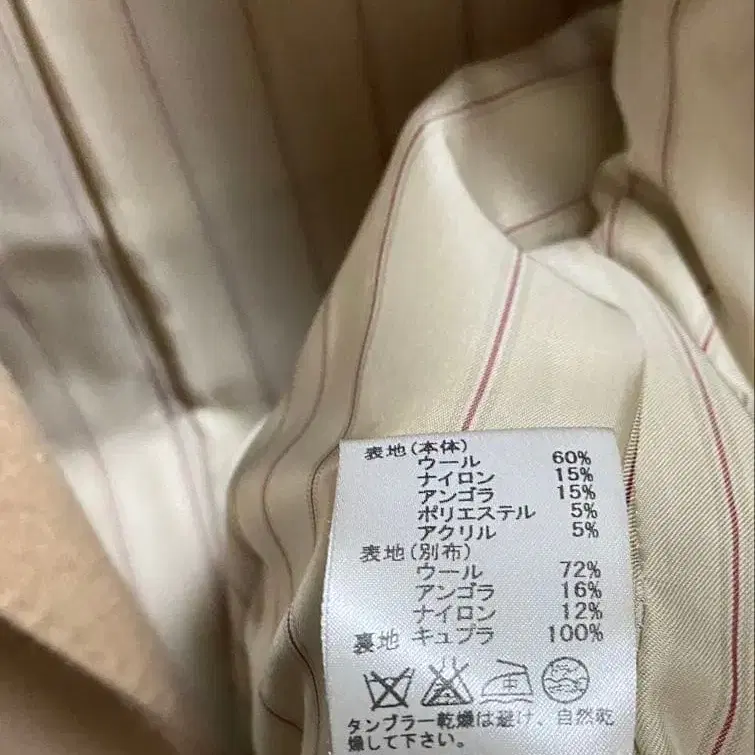 表地(本体)
ウール 60%
ナイロン 15%
アンゴラ 15%
ポリエステル 5%
アクリル 5%
表地(別布)
ウール 72%
アンゴラ 16%
ナイロン 12%
裏地 キュプラ 100%
タンブラー乾燥は避け、自然乾
燥して下さい。